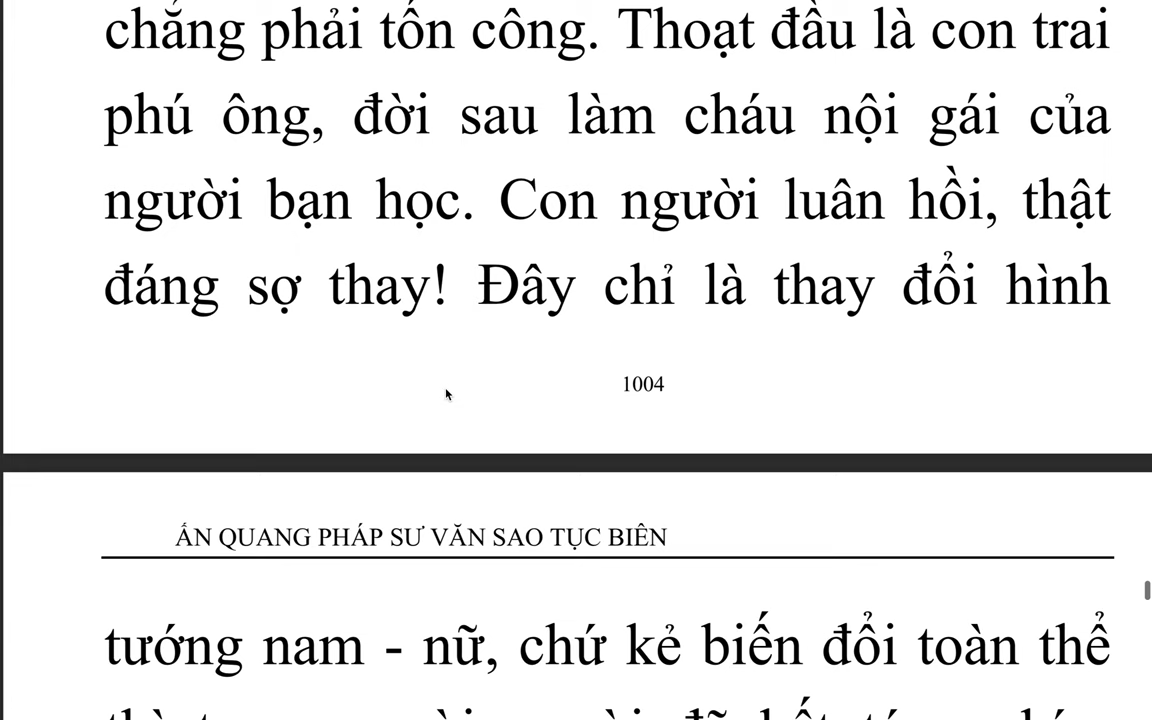 chẳng phải tốn công. Thoạt đầu là con trai
phú ông, đời sau làm cháu nội gái của
người bạn học. Con người luân hồi, thật
đáng sợ thay! Đây chỉ là thay đổi hình
1004
ẤN QUANG PHÁP SƯ VĂN SAO TỤC BIÊN
tướng nam - nữ, chứ kẻ biến đổi toàn thể